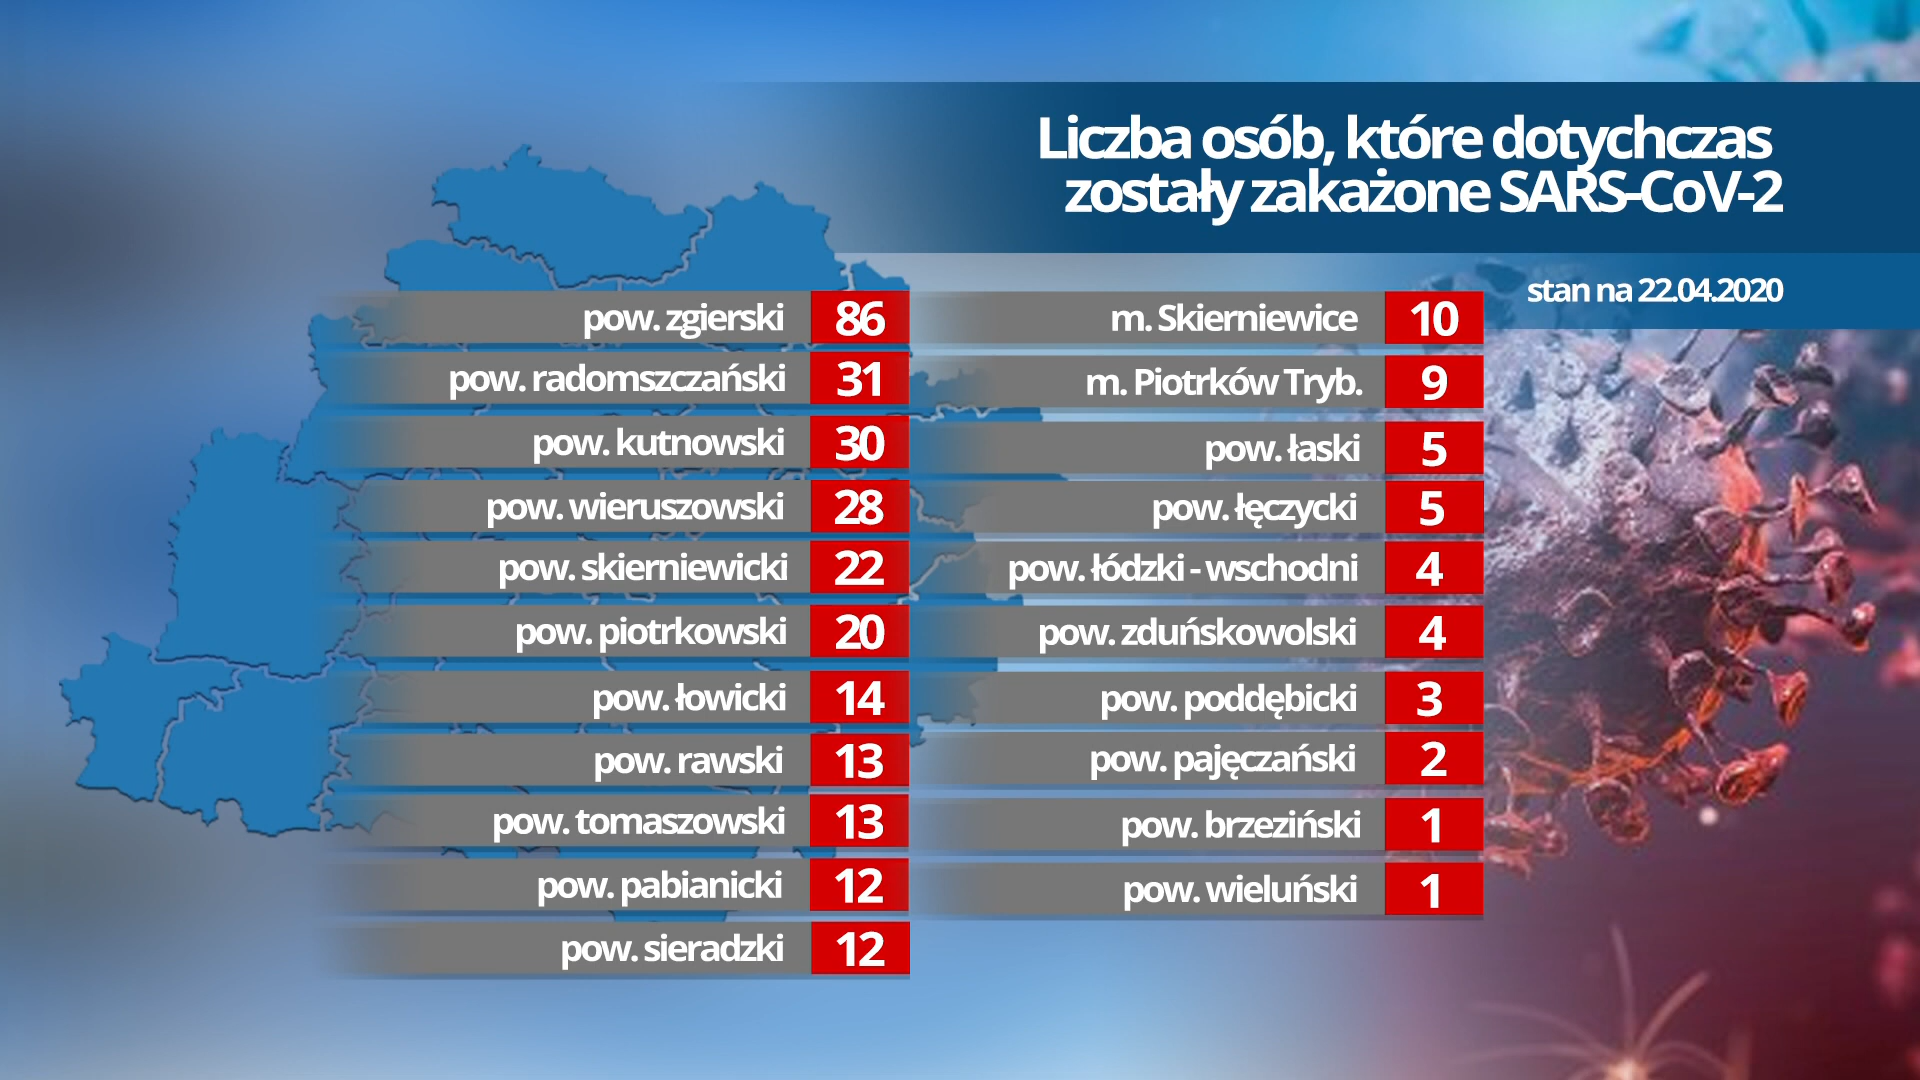 Liczba osób, które dotychczas
zostały zakażone SARS-CoV-2
stan na 22.04.2020
pow. zgierski 86
pow. radomszczański 31
pow. kutnowski 30
pow. wieruszowski 28
pow. skierniewicki 22
pow. piotrkowski 20
pow. łowicki 14
pow. rawski 13
pow. tomaszowski 13
pow. pabianicki 12
pow. sieradzki 12
m. Skierniewice 10
m. Piotrków Tryb. 9
pow. łaski 5
pow. łęczycki 5
pow. łódzki - wschodni 4
pow. zduńskowolski 4
pow. poddębicki 3
pow. pajęczański 2
pow. brzeziński 1
pow. wieluński 1